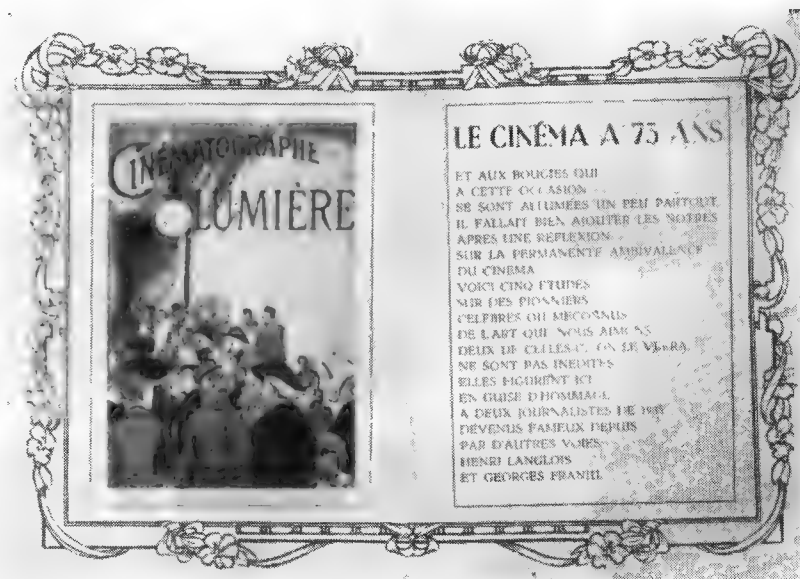 CINÉMATOGRAPHE
LUMIÈRE
LE CINÉMA A 75 ANS
ET AUX BOUGIES QUI
A CETTE OCCASION
SE SONT ALLUMÉES UN PEU PARTOUT,
IL FALLAIT BIEN AJOUTER LES NOTRES
APRES UNE REFLEXION
SUR LA PERMANENTE AMBIVALENCE
DU CINEMA
VOICI CINQ ETUDES
SUR DES PIONNIERS
CELEBRES OU MECONNUS
DE L'ART QUE NOUS AIMONS
DEUX DE CELLES-CI, ON LE VERRA,
NE SONT PAS INEDITES
ELLES FIGURENT ICI
EN GUISE D'HOMMAGE
A DEUX JOURNALISTES DE
DEVENUS FAMEUX DEPUIS
PAR D'AUTRES VOIES
HENRI LANGLOIS
ET GEORGES FRANJU